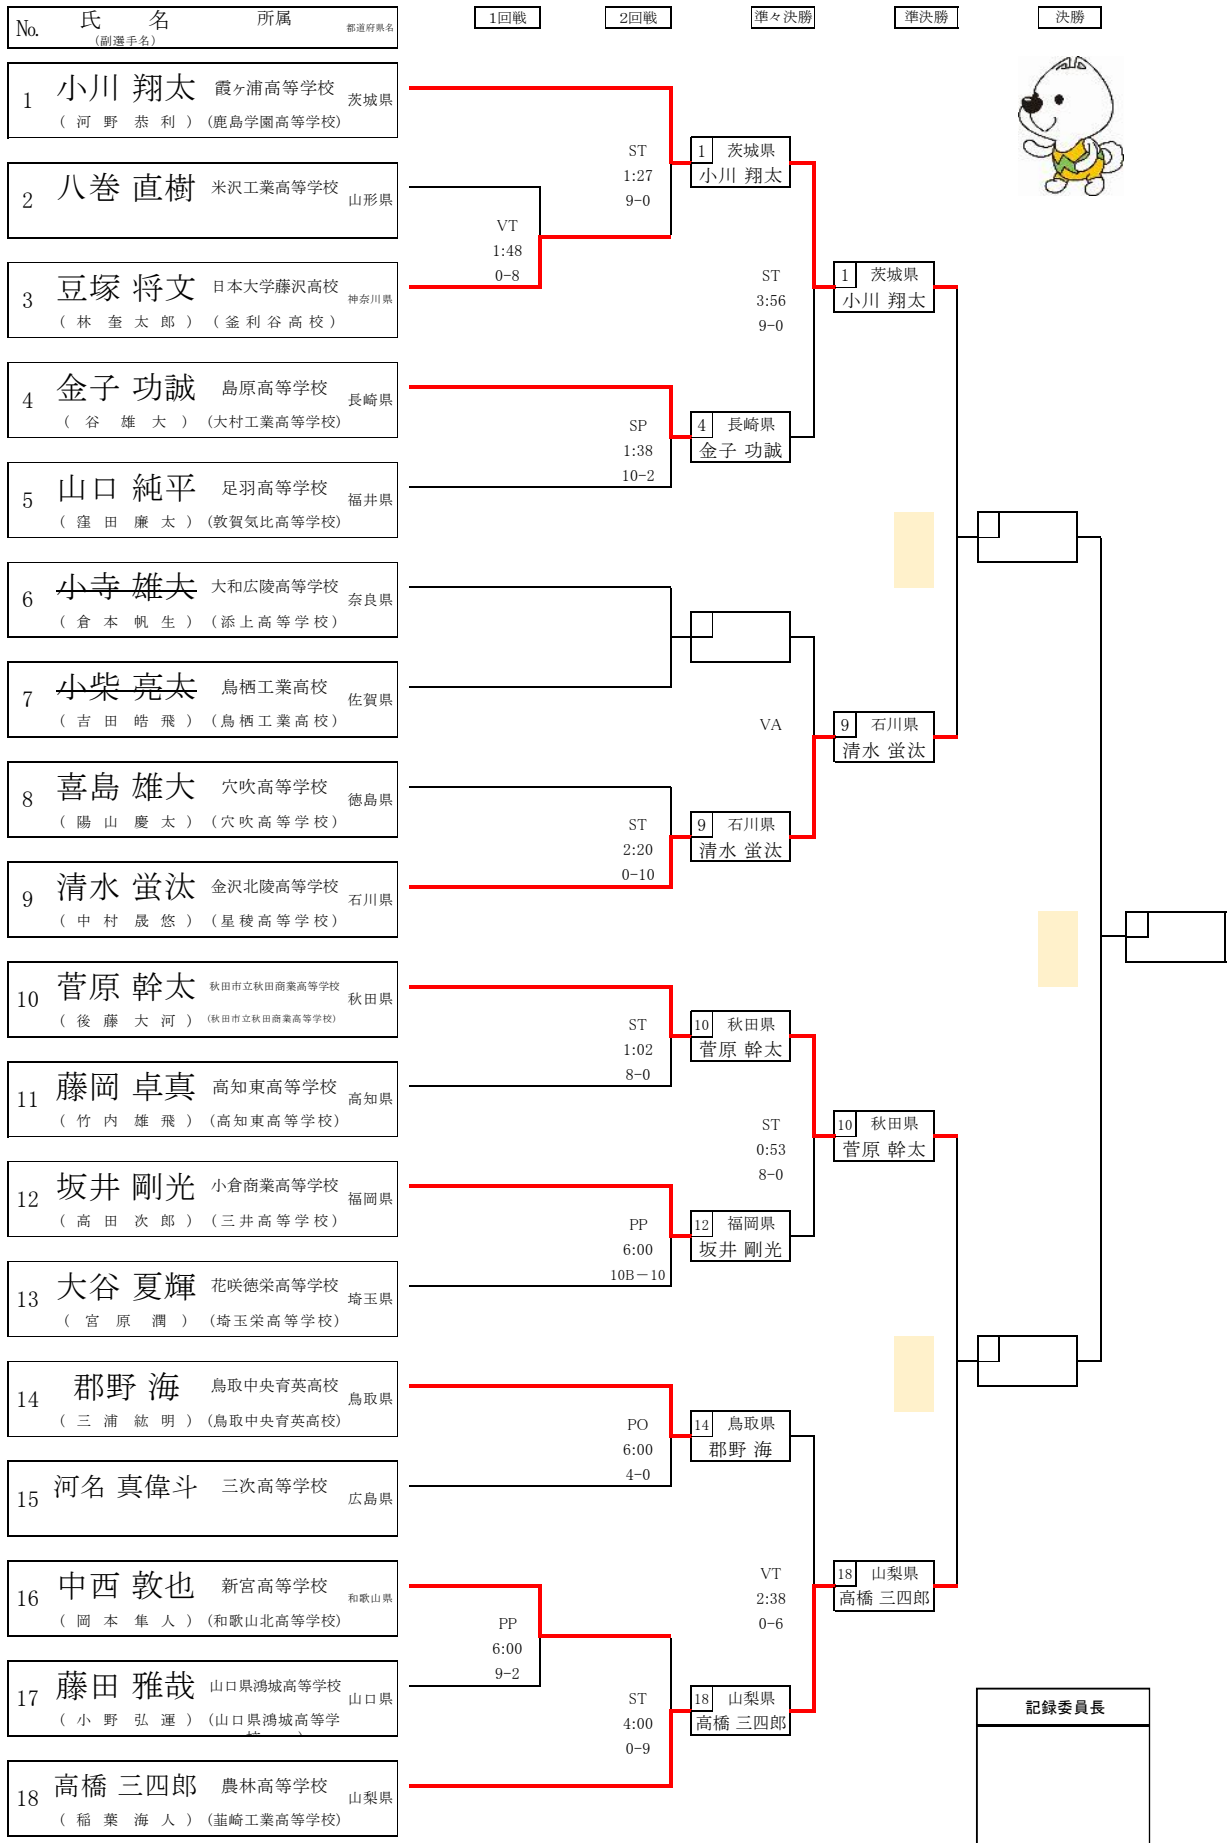 No. 氏 名 所属 都道府県名
(副選手名)
1回戦 2回戦 準々決勝 準決勝 決勝
1 小川 翔太 霞ヶ浦高等学校 茨城県
( 河 野 恭 利 ) (鹿島学園高等学校)
2 八巻 直樹 米沢工業高等学校 山形県
3 豆塚 将文 日本大学藤沢高校 神奈川県
( 林 奎 太 郎 ) ( 釜 利 谷 高 校 )
4 金子 功誠 島原高等学校 長崎県
( 谷 雄 大 ) (大村工業高等学校)
5 山口 純平 足羽高等学校 福井県
( 窪 田 廉 太 ) (敦賀気比高等学校)
6 小寺 雄大 大和広陵高等学校 奈良県
( 倉 本 帆 生 ) (添上高等学校)
7 小柴 亮太 鳥栖工業高校 佐賀県
( 吉 田 皓 飛 ) (鳥栖工業高校)
8 喜島 雄大 穴吹高等学校 徳島県
( 陽 山 慶 太 ) (穴吹高等学校)
9 清水 蛍汰 金沢北陵高等学校 石川県
( 中 村 晟 悠 ) (星稜高等学校)
10 菅原 幹太 秋田市立秋田商業高等学校 秋田県
( 後 藤 大 河 ) (秋田市立秋田商業高等学校)
11 藤岡 卓真 高知東高等学校 高知県
( 竹 内 雄 飛 ) (高知東高等学校)
12 坂井 剛光 小倉商業高等学校 福岡県
( 高 田 次 郎 ) (三井高等学校)
13 大谷 夏輝 花咲徳栄高等学校 埼玉県
( 宮 原 潤 ) (埼玉栄高等学校)
14 郡野 海 鳥取中央育英高校 鳥取県
( 三 浦 紘 明 ) (鳥取中央育英高校)
15 河名 真偉斗 三次高等学校 広島県
16 中西 敦也 新宮高等学校 和歌山県
( 岡 本 隼 人 ) (和歌山北高等学校)
17 藤田 雅哉 山口県鴻城高等学校 山口県
( 小 野 弘 運 ) (山口県鴻城高等学
18 高橋 三四郎 農林高等学校 山梨県
( 稲 葉 海 人 ) (韮崎工業高等学校)
VT
1:48
0-8
PP
6:00
9-2
ST
1:27
9-0
SP
1:38
10-2
ST
2:20
0-10
ST
1:02
8-0
PP
6:00
10B－10
PO
6:00
4-0
ST
4:00
0-9
1 茨城県
小川 翔太
4 長崎県
金子 功誠
9 石川県
清水 蛍汰
10 秋田県
菅原 幹太
12 福岡県
坂井 剛光
14 鳥取県
郡野 海
18 山梨県
高橋 三四郎
ST
3:56
9-0
VA
ST
0:53
8-0
VT
2:38
0-6
1 茨城県
小川 翔太
9 石川県
清水 蛍汰
10 秋田県
菅原 幹太
18 山梨県
高橋 三四郎
記録委員長